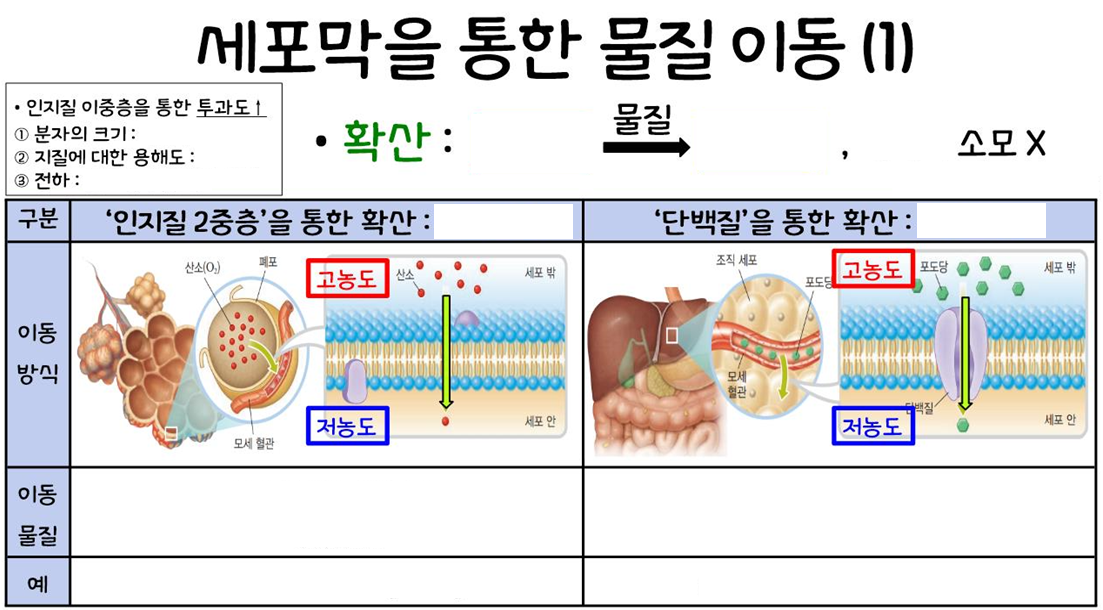 세포막을 통한 물질 이동 (1)
• 인지질 이중층을 통한 투과도↑
① 분자의 크기 :
② 지질에 대한 용해도 :
③ 전하 :
• 확산 : 물질 , 소모 X
구분
‘인지질 2중층’을 통한 확산 :
‘단백질’을 통한 확산 :
이동
방식
산소(O₂)
폐포
모세 혈관
고농도
산소
세포 밖
저농도
세포 안
조직 세포
포도당
모세
혈관
고농도
포도당
세포 밖
단백질
저농도
세포 안
이동
물질
예